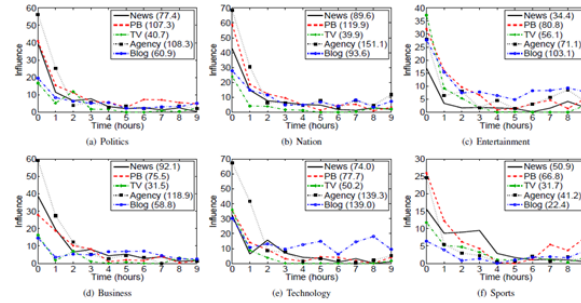 News (77.4)
PB (107.3)
TV (40.7)
Agency (108.3)
Blog (60.9)
Influence
80
70
60
50
40
30
20
10
0
0 1 2 3 4 5 6 7 8 9
Time (hours)
(a) Politics
News (89.6)
PB (119.9)
TV (39.9)
Agency (151.1)
Blog (93.6)
Influence
70
60
50
40
30
20
10
0
0 1 2 3 4 5 6 7 8 9
Time (hours)
(b) Nation
News (34.4)
PB (80.8)
TV (56.1)
Agency (71.1)
Blog (103.1)
Influence
40
35
30
25
20
15
10
5
0
0 1 2 3 4 5 6 7 8
Time (hours)
(c) Entertainment
News (92.1)
PB (75.5)
TV (31.5)
Agency (118.9)
Blog (58.8)
Influence
60
50
40
30
20
10
0
0 1 2 3 4 5 6 7 8 9
Time (hours)
(d) Business
News (74.0)
PB (77.7)
TV (50.2)
Agency (139.3)
Blog (139.0)
Influence
70
60
50
40
30
20
10
0
0 1 2 3 4 5 6 7 8 9
Time (hours)
(e) Technology
News (50.9)
PB (66.8)
TV (31.7)
Agency (41.2)
Blog (22.4)
Influence
30
25
20
15
10
5
0
0 1 2 3 4 5 6 7 8
Time (hours)
(f) Sports